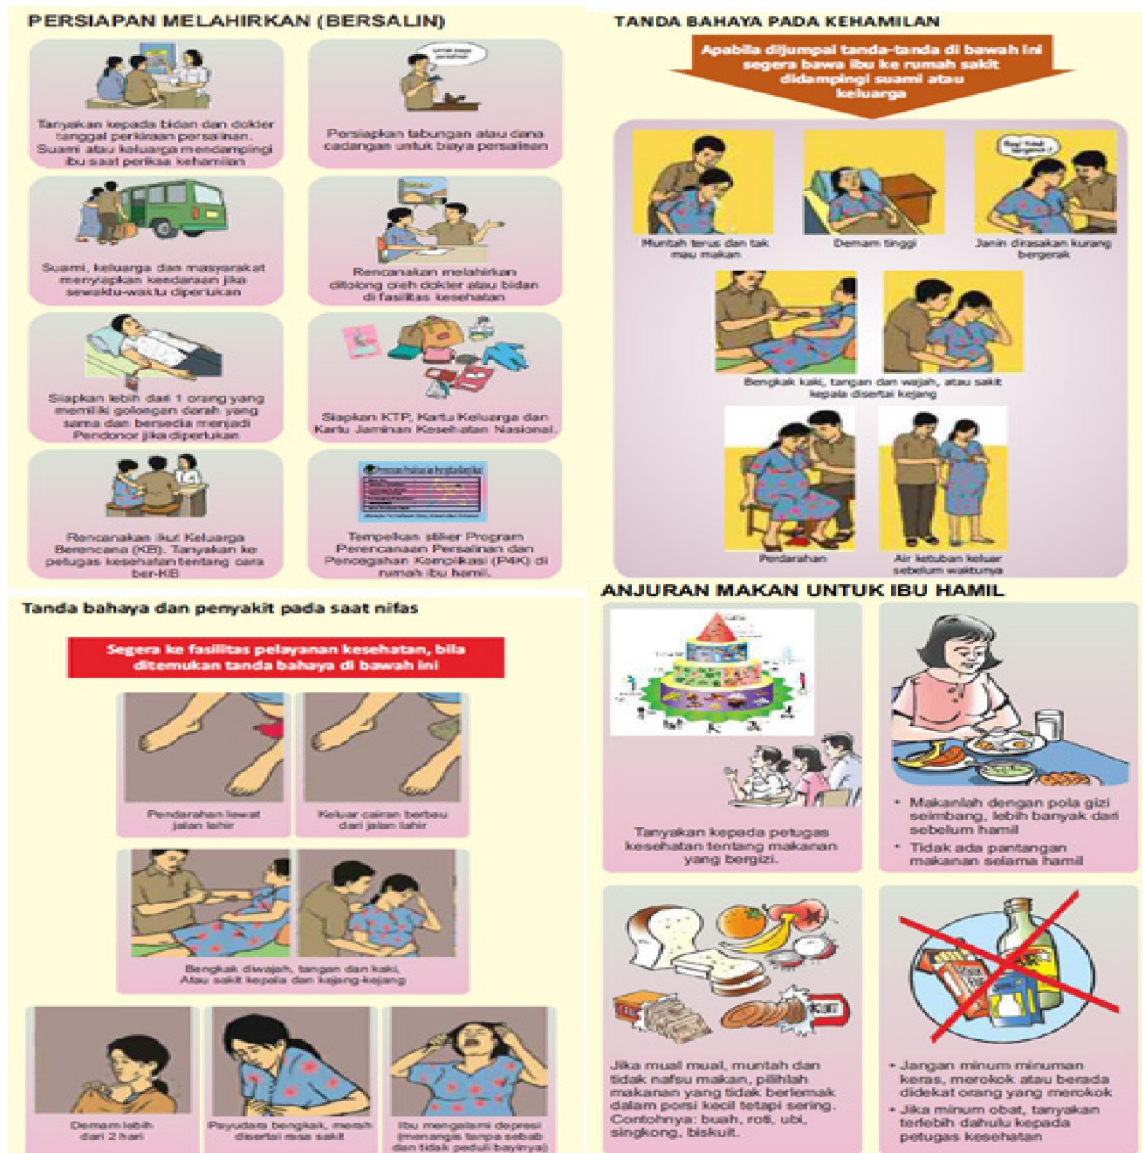 PERSIAPAN MELAHIRKAN (BERSALIN)
Tanyakan kepada bidan dan dokter
tanggal perkiraan persalinan.
Suami atau keluarga mendampingi
ibu saat periksa kehamilan
Untuk biaya
persalinan
Persiapkan tabungan atau dana
cadangan untuk biaya persalinan
Suami, keluarga dan masyarakat
menyiapkan kendaraan jika
sewaktu-waktu diperlukan
Rencanakan melahirkan
ditolong oleh dokter atau bidan
di fasilitas kesehatan
Siapkan lebih dari 1 orang yang
memiliki golongan darah yang
sama dan bersedia menjadi
Pendonor jika diperlukan
Siapkan KTP, Kartu Keluarga dan
Kartu Jaminan Kesehatan Nasional.
Rencanakan ikut Keluarga
Berencana (KB). Tanyakan ke
petugas kesehatan tentang cara
ber-KB
Tempelkan stiker Program
Perencanaan Persalinan dan
Pencegahan Komplikasi (P4K) di
rumah ibu hamil.
TANDA BAHAYA PADA KEHAMILAN
Apabila dijumpai tanda-tanda di bawah ini
segera bawa ibu ke rumah sakit
didampingi suami atau
keluarga
Muntah terus dan tak
mau makan
Demam tinggi
Bayi tidak
bergerak ?
Janin dirasakan kurang
bergerak
Bengkak kaki, tangan dan wajah, atau sakit
kepala disertai kejang
Perdarahan
Air ketuban keluar
sebelum waktunya
Tanda bahaya dan penyakit pada saat nifas
Segera ke fasilitas pelayanan kesehatan, bila
ditemukan tanda bahaya di bawah ini
Pendarahan lewat
jalan lahir
Keluar cairan berbau
dari jalan lahir
Bengkak diwajah, tangan dan kaki,
Atau sakit kepala dan kejang-kejang
Demam lebih
dari 2 hari
Payudara bengkak, merah
disertai rasa sakit
Ibu mengalami depresi
(menangis tanpa sebab
dan tidak peduli bayinya)
ANJURAN MAKAN UNTUK IBU HAMIL
Tanyakan kepada petugas
kesehatan tentang makanan
yang bergizi.
• Makanlah dengan pola gizi
seimbang, lebih banyak dari
sebelum hamil
• Tidak ada pantangan
makanan selama hamil
Jika mual mual, muntah dan
tidak nafsu makan, pilihlah
makanan yang tidak berlemak
dalam porsi kecil tetapi sering.
Contohnya: buah, roti, ubi,
singkong, biskuit.
• Jangan minum minuman
keras, merokok atau berada
didekat orang yang merokok
• Jika minum obat, tanyakan
terlebih dahulu kepada
petugas kesehatan